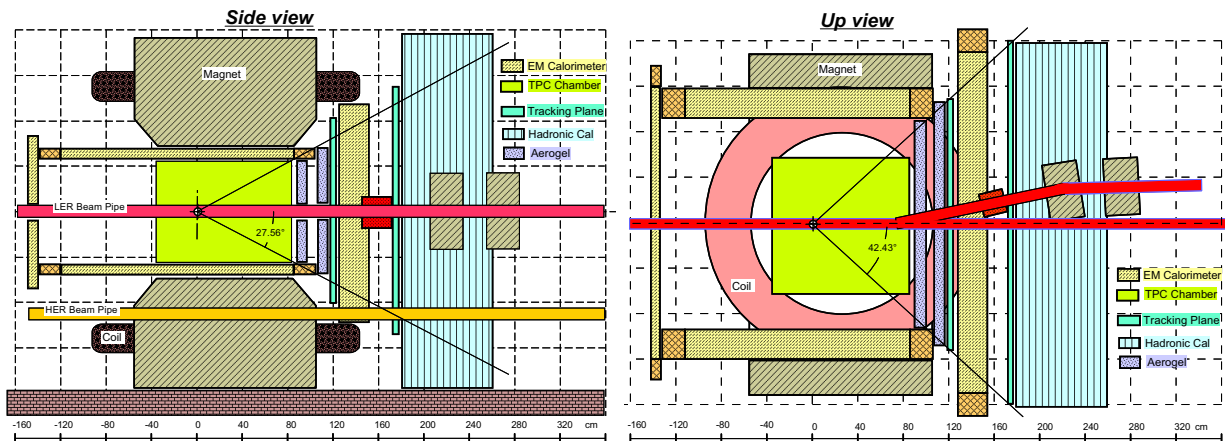 Side view
Magnet
EM Calorimeter
TPC Chamber
Tracking Plane
Hadronic Cal
Aerogel
LER Beam Pipe
27.56°
HER Beam Pipe
Coil
-160 -120 -80 -40 0 40 80 120 160 200 240 280 320 cm
Up view
Magnet
42.43°
Coil
EM Calorimeter
TPC Chamber
Tracking Plane
Hadronic Cal
Aerogel
-160 -120 -80 -40 0 40 80 120 160 200 240 280 320 cm